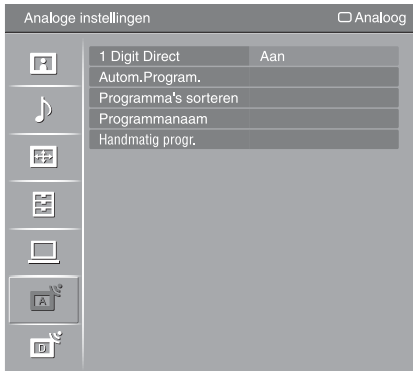 Analoge instellingen Analoog
1 Digit Direct Aan
Autom.Program.
Programma's sorteren
Programmanaam
Handmatig progr.
A
D